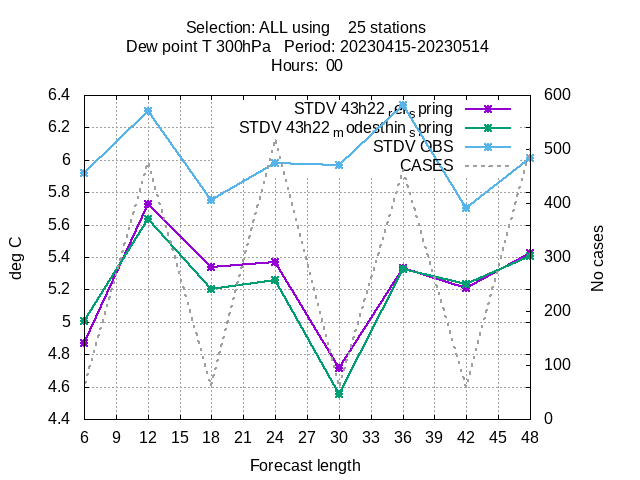 Selection: ALL using 25 stations
Dew point T 300hPa Period: 20230415-20230514
Hours: 00
STDV 43h22 spring
STDV 43h22 modesthin spring
STDV OBS
CASES
6.4
6.2
6
5.8
5.6
5.4
5.2
5
4.8
4.6
4.4
600
500
400
300
200
100
0
deg C
No cases
6 9 12 15 18 21 24 27 30 33 36 39 42 45 48
Forecast length